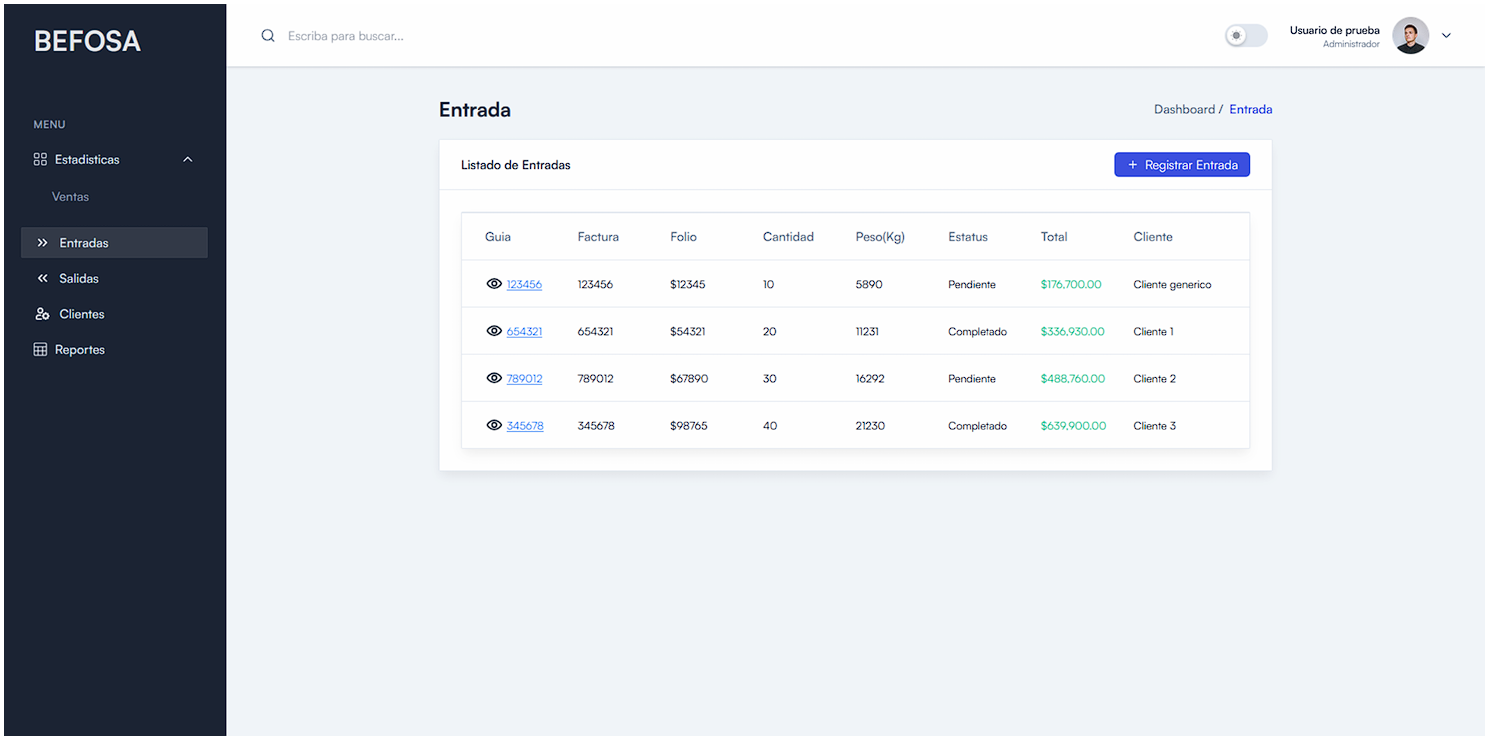 BEFOSA
Escriba para buscar...
Usuario de prueba
Administrador
MENU
Estadisticas
Ventas
Entradas
Salidas
Clientes
Reportes
Entrada
Dashboard / Entrada
Listado de Entradas
+ Registrar Entrada
Guia Factura Folio Cantidad Peso(Kg) Estatus Total Cliente
123456 123456 $12345 10 5890 Pendiente $176,700.00 Cliente generico
654321 654321 $54321 20 11231 Completado $336,930.00 Cliente 1
789012 789012 $67890 30 16292 Pendiente $488,760.00 Cliente 2
345678 345678 $98765 40 21230 Completado $639,900.00 Cliente 3